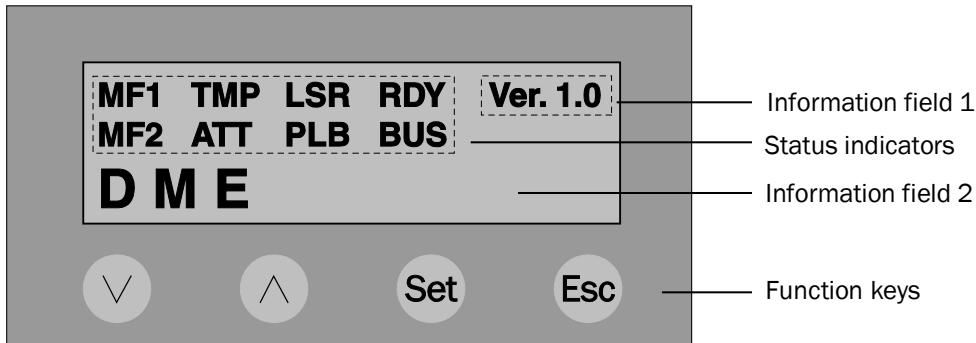 MF1 TMP LSR RDY Ver. 1.0
MF2 ATT PLB BUS
D M E
Set Esc
Information field 1
Status indicators
Information field 2
Function keys